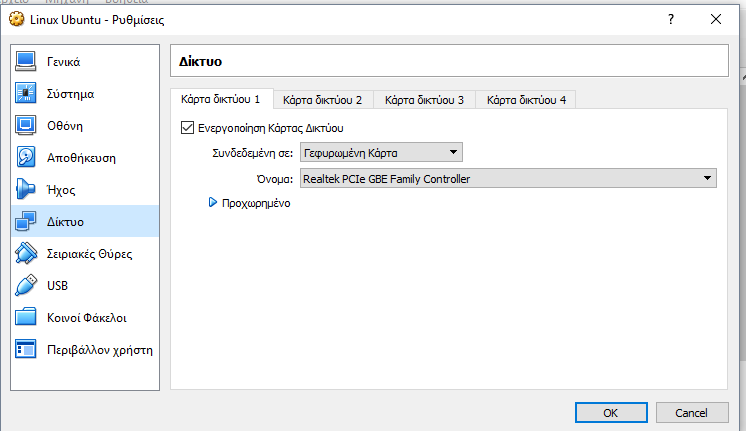 Linux Ubuntu - Ρυθμίσεις
?
Γενικά
Σύστημα
Οθόνη
Αποθήκευση
Ήχος
Δίκτυο
Σειριακές Θύρες
USB
Κοινοί Φάκελοι
Περιβάλλον χρήστη
Δίκτυο
Κάρτα δικτύου 1 Κάρτα δικτύου 2 Κάρτα δικτύου 3 Κάρτα δικτύου 4
Ενεργοποίηση Κάρτας Δικτύου
Συνδεδεμένη σε: Γεφυρωμένη Κάρτα
Όνομα: Realtek PCIe GBE Family Controller
Προχωρημένο
OK Cancel